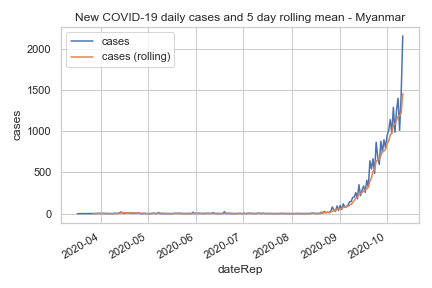 New COVID-19 daily cases and 5 day rolling mean - Myanmar
cases
cases (rolling)
2000
1500
1000
500
0
cases
2020-04
2020-05
2020-06
2020-07
2020-08
2020-09
2020-10
dateRep